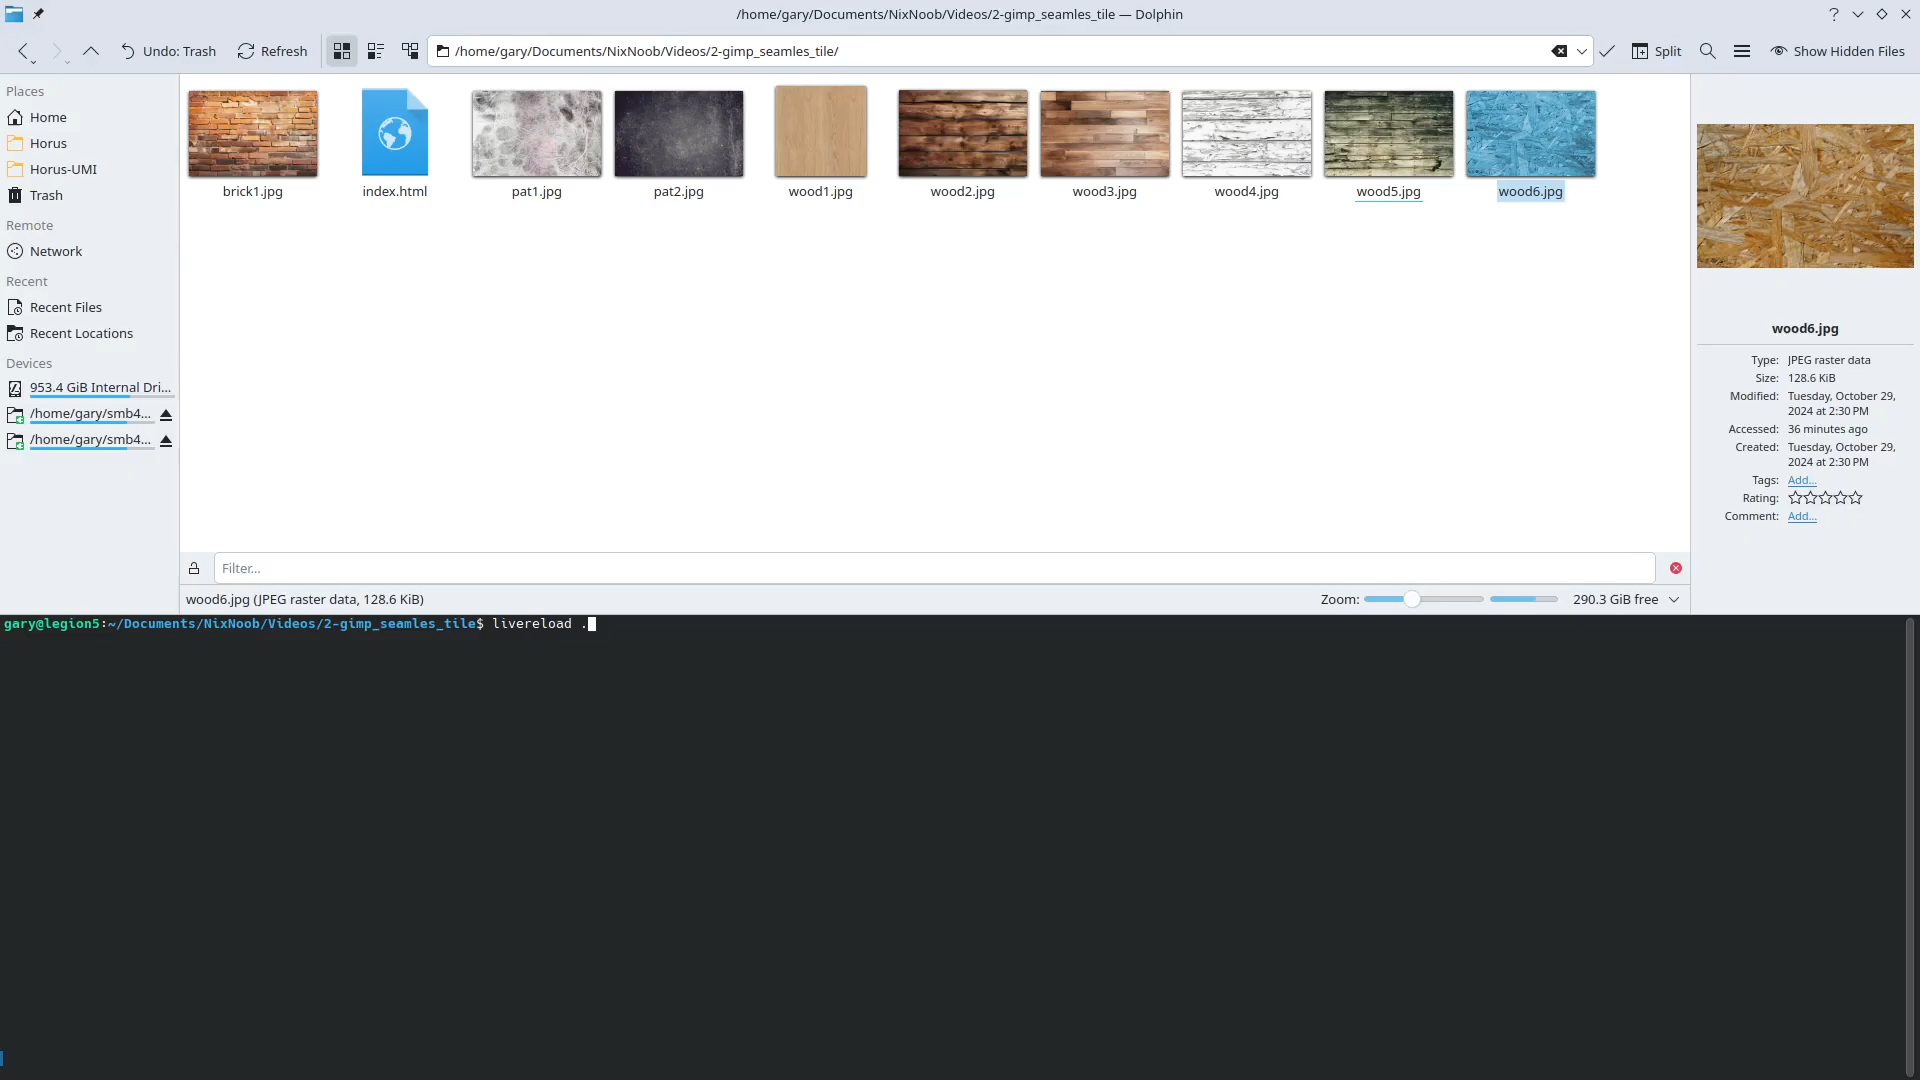 /home/gary/Documents/NixNoob/Videos/2-gimp_seamles_tile — Dolphin
Undo: Trash
Refresh
/home/gary/Documents/NixNoob/Videos/2-gimp_seamles_tile/
Split
Show Hidden Files
Places
Home
Horus
Horus-UMI
Trash
Remote
Network
Recent
Recent Files
Recent Locations
Devices
953.4 GiB Internal Dri...
/home/gary/smb4...
/home/gary/smb4...
brick1.jpg
index.html
pat1.jpg
pat2.jpg
wood1.jpg
wood2.jpg
wood3.jpg
wood4.jpg
wood5.jpg
wood6.jpg
wood6.jpg
Type: JPEG raster data
Size: 128.6 KiB
Modified: Tuesday, October 29,
2024 at 2:30 PM
Accessed: 36 minutes ago
Created: Tuesday, October 29,
2024 at 2:30 PM
Tags: Add...
Rating:
Comment: Add...
Filter...
wood6.jpg (JPEG raster data, 128.6 KiB)
Zoom:
290.3 GiB free
gary@legion5:~/Documents/NixNoob/Videos/2-gimp_seamles_tile$ livereload .